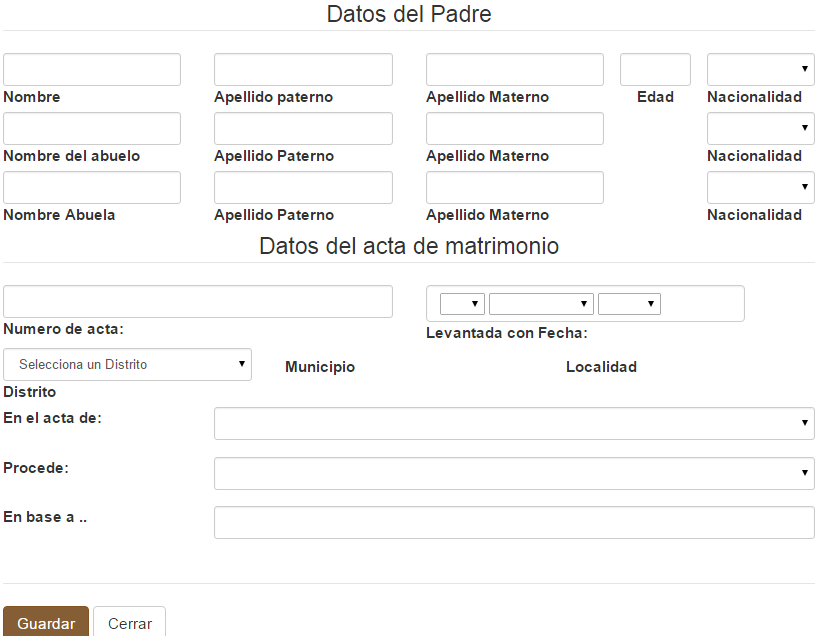 Datos del Padre
Nombre Apellido paterno Apellido Materno Edad Nacionalidad
Nombre del abuelo Apellido Paterno Apellido Materno Nacionalidad
Nombre Abuela Apellido Paterno Apellido Materno Nacionalidad
Datos del acta de matrimonio
Numero de acta: Levantada con Fecha:
Selecciona un Distrito Municipio Localidad
Distrito
En el acta de:
Procede:
En base a ..
Guardar Cerrar